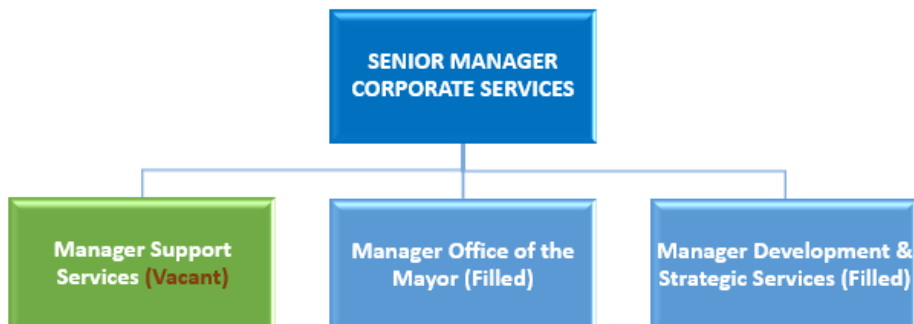 SENIOR MANAGER
CORPORATE SERVICES
Manager Support
Services (Vacant)
Manager Office of the
Mayor (Filled)
Manager Development &
Strategic Services (Filled)